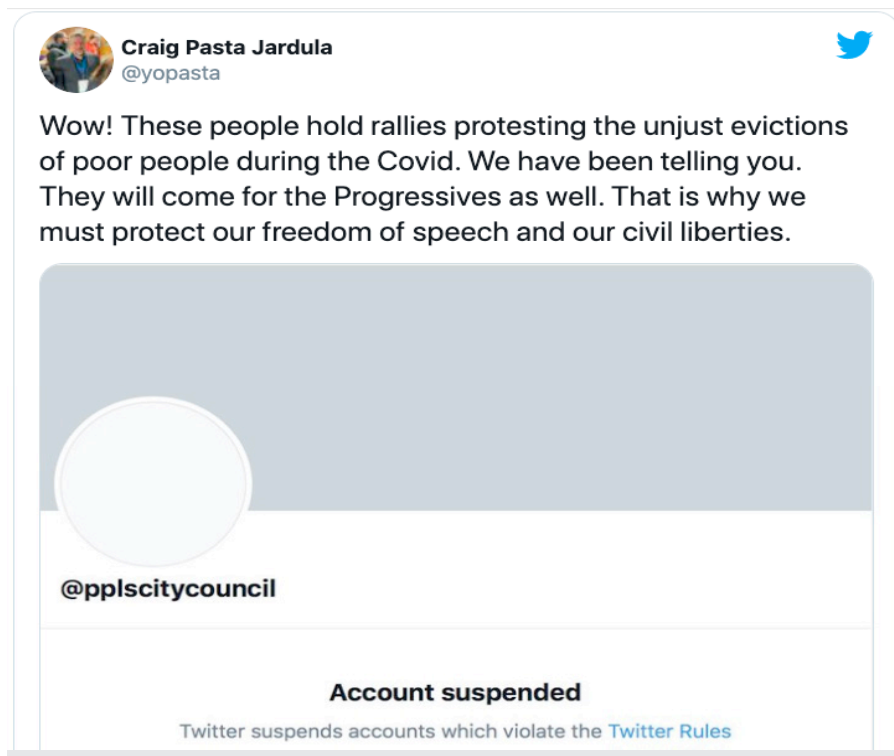 Craig Pasta Jardula
@yopasta
Wow! These people hold rallies protesting the unjust evictions
of poor people during the Covid. We have been telling you.
They will come for the Progressives as well. That is why we
must protect our freedom of speech and our civil liberties.
@pplscitycouncil
Account suspended
Twitter suspends accounts which violate the Twitter Rules